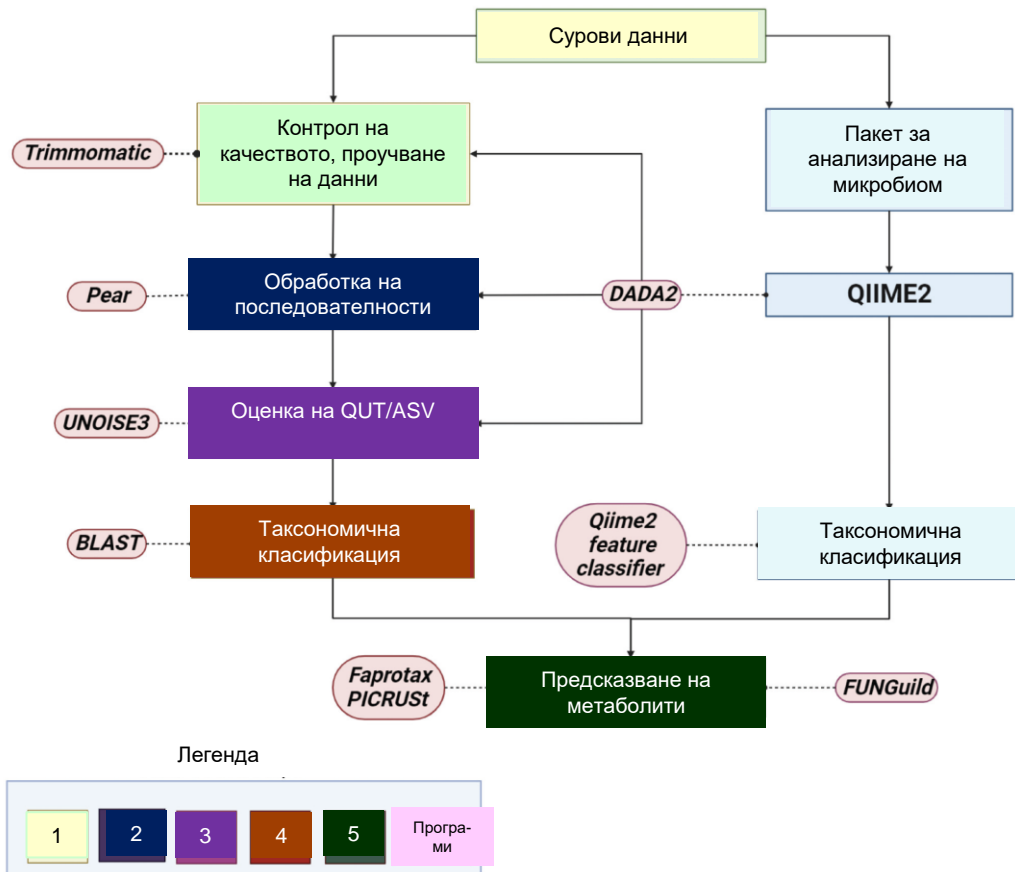 Сурови данни
Контрол на
качеството, проучване
на данни
Пакет за
анализиране на
микробиом
Trimmomatic
Обработка на
последователности
Pear
DADA2
QIIME2
Оценка на QUT/ASV
UNOISE3
Таксономична
класификация
BLAST
Qiime2
feature
classifier
Таксономична
класификация
Предсказване на
метаболити
Faprotax
PICRUSt
FUNGuild
Легенда
1
2
3
4
5
Програ-
ми